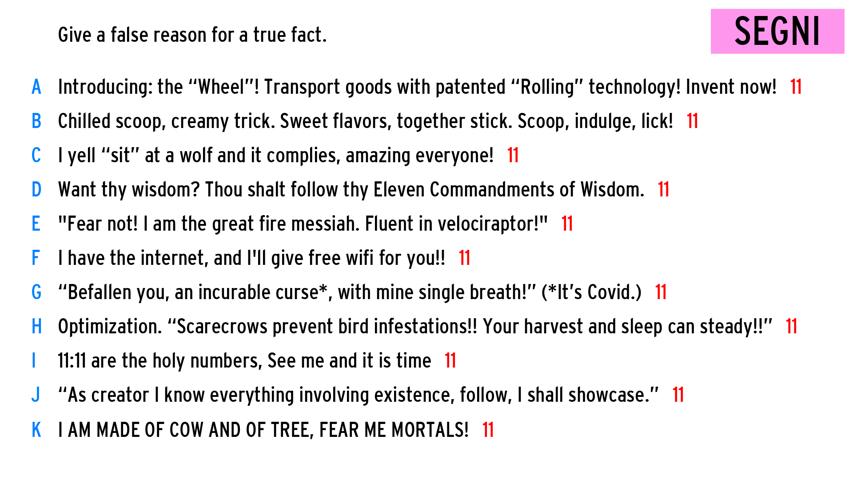 Give a false reason for a true fact.
SEGNI
A Introducing: the “Wheel”! Transport goods with patented “Rolling” technology! Invent now! 11
B Chilled scoop, creamy trick. Sweet flavors, together stick. Scoop, indulge, lick! 11
C I yell “sit” at a wolf and it complies, amazing everyone! 11
D Want thy wisdom? Thou shalt follow thy Eleven Commandments of Wisdom. 11
E "Fear not! I am the great fire messiah. Fluent in velociraptor!" 11
F I have the internet, and I'll give free wifi for you!! 11
G “Befallen you, an incurable curse*, with mine single breath!” (*It’s Covid.) 11
H Optimization. “Scarecrows prevent bird infestations!! Your harvest and sleep can steady!!” 11
I 11:11 are the holy numbers, See me and it is time 11
J “As creator I know everything involving existence, follow, I shall showcase.” 11
K I AM MADE OF COW AND OF TREE, FEAR ME MORTALS! 11